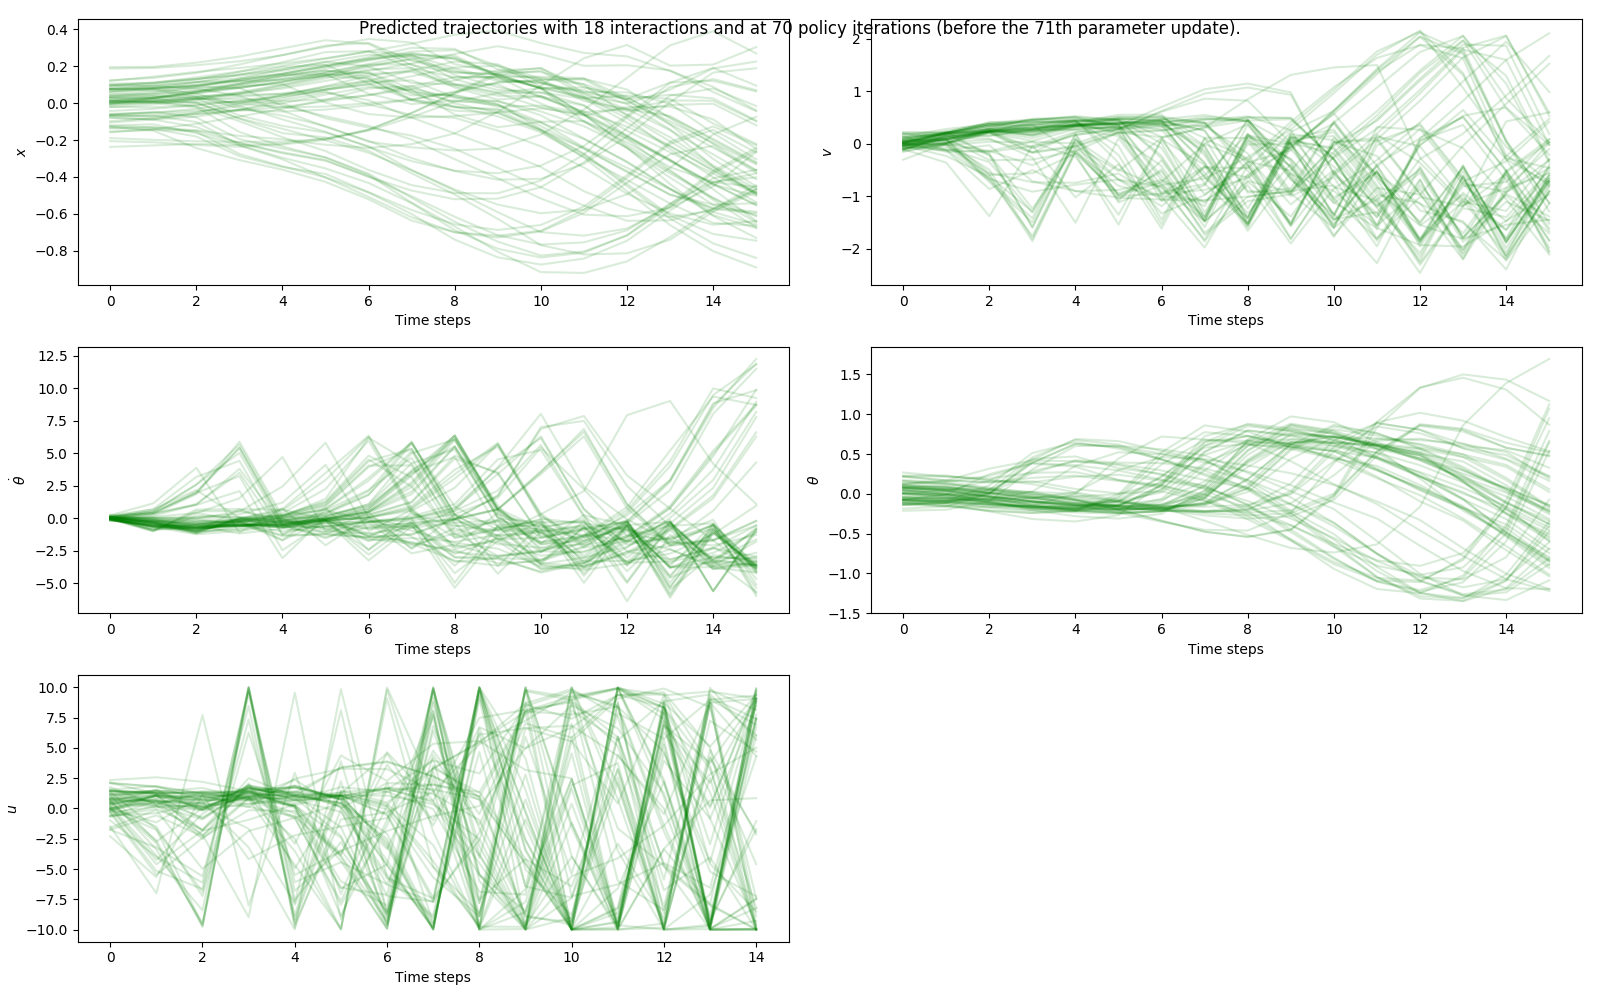 Predicted trajectories with 18 interactions and at 70 policy iterations (before the 71th parameter update).
0.4
0.2
0.0
−0.2
−0.4
−0.6
−0.8
x
0 2 4 6 8 10 12 14
Time steps
2
1
0
−1
−2
v
0 2 4 6 8 10 12 14
Time steps
12.5
10.0
7.5
5.0
2.5
0.0
−2.5
−5.0
θ̇
0 2 4 6 8 10 12 14
Time steps
1.5
1.0
0.5
0.0
−0.5
−1.0
−1.5
θ
0 2 4 6 8 10 12 14
Time steps
10.0
7.5
5.0
2.5
0.0
−2.5
−5.0
−7.5
−10.0
u
0 2 4 6 8 10 12 14
Time steps